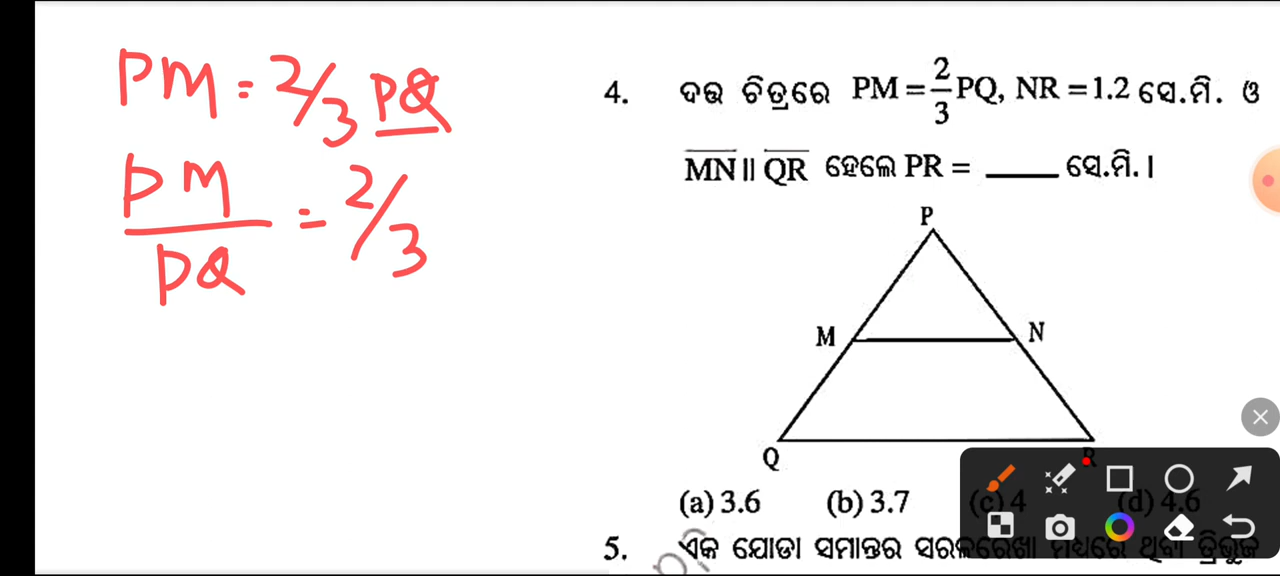 PM = 2/3 PQ
PM/PQ = 2/3
4. ଦତ୍ତ ଚିତ୍ରରେ PM = 2/3 PQ, NR = 1.2 ସେ.ମି. ଓ
MN || QR ହେଲେ PR = ____ ସେ.ମି. ।
P
M N
Q R
(a) 3.6 (b) 3.7 (c) 4 (d) 4.6
5. ଏକ ଯୋଡା ସମାନ୍ତର ସରଳରେଖା ମଧ୍ୟରେ ଥିବା ତ୍ରିଭୁଜ